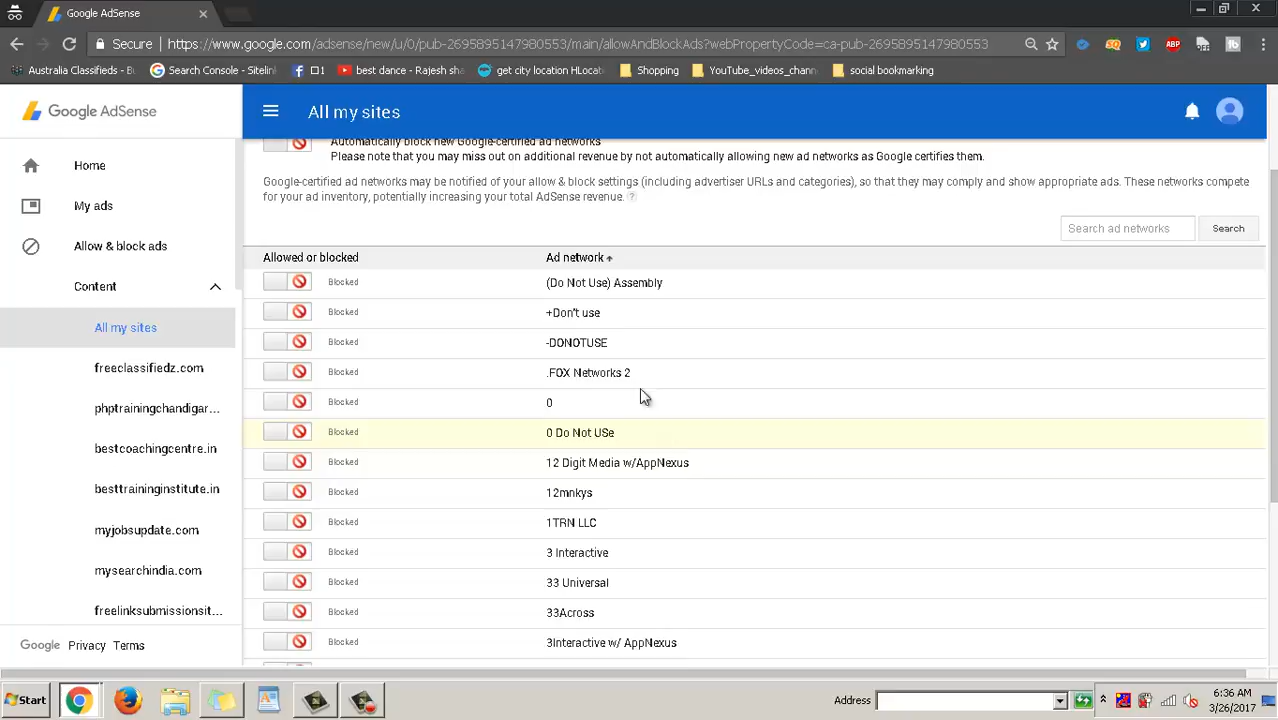 Google AdSense
Secure
https://www.google.com/adsense/new/u/0/pub-2695895147980553/main/allowAndBlockAds?webPropertyCode=ca-pub-2695895147980553
SQ
ABP
Australia Classifieds - Bu
Search Console - Sitelin
best dance - Rajesh sha
get city location HLocat
Shopping
YouTube_videos_chann
social bookmarking
Google AdSense
All my sites
Home
My ads
Allow & block ads
Content
All my sites
freeclassifiedz.com
phptrainingchandigar...
bestcoachingcentre.in
besttraininginstitute.in
myjobsupdate.com
mysearchindia.com
freelinksubmissionsit...
Google Privacy Terms
Automatically block new Google-certified ad networks
Please note that you may miss out on additional revenue by not automatically allowing new ad networks as Google certifies them.
Google-certified ad networks may be notified of your allow & block settings (including advertiser URLs and categories), so that they may comply and show appropriate ads. These networks compete
for your ad inventory, potentially increasing your total AdSense revenue. ?
Search ad networks Search
Allowed or blocked Ad network
Blocked (Do Not Use) Assembly
Blocked +Don't use
Blocked -DONOTUSE
Blocked .FOX Networks 2
Blocked 0
Blocked 0 Do Not USe
Blocked 12 Digit Media w/AppNexus
Blocked 12mnkys
Blocked 1TRN LLC
Blocked 3 Interactive
Blocked 33 Universal
Blocked 33Across
Blocked 3Interactive w/ AppNexus
Start
Address
6:36 AM
3/26/2017